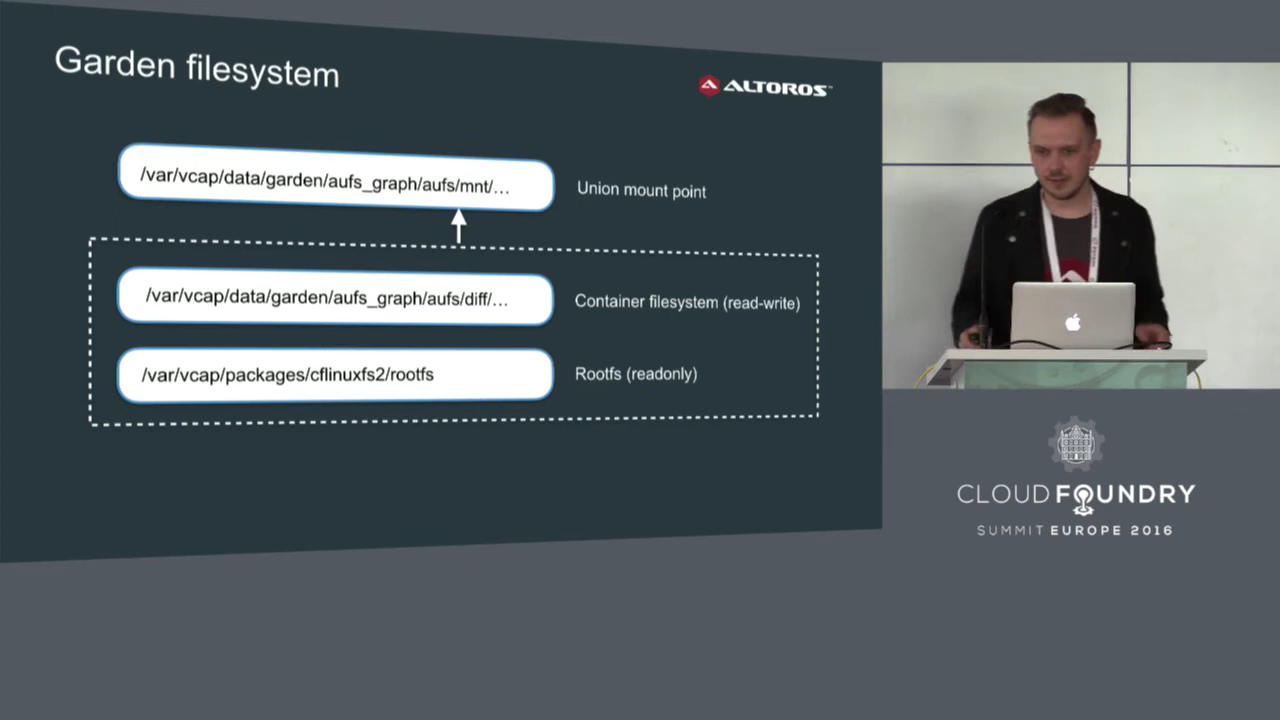 Garden filesystem
ALTOROS™
/var/vcap/data/garden/aufs_graph/aufs/mnt/…
Union mount point
/var/vcap/data/garden/aufs_graph/aufs/diff/…
Container filesystem (read-write)
/var/vcap/packages/cflinuxfs2/rootfs
Rootfs (readonly)
CLOUD FOUNDRY
SUMMIT EUROPE 2016